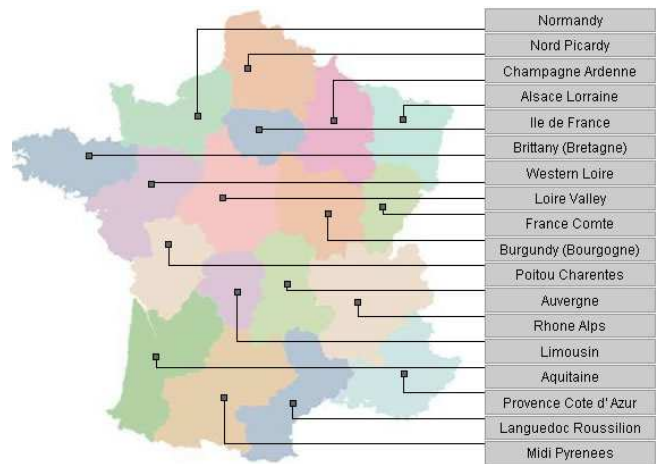 Normandy
Nord Picardy
Champagne Ardenne
Alsace Lorraine
Ile de France
Brittany (Bretagne)
Western Loire
Loire Valley
France Comte
Burgundy (Bourgogne)
Poitou Charentes
Auvergne
Rhone Alps
Limousin
Aquitaine
Provence Cote d' Azur
Languedoc Roussilion
Midi Pyrenees